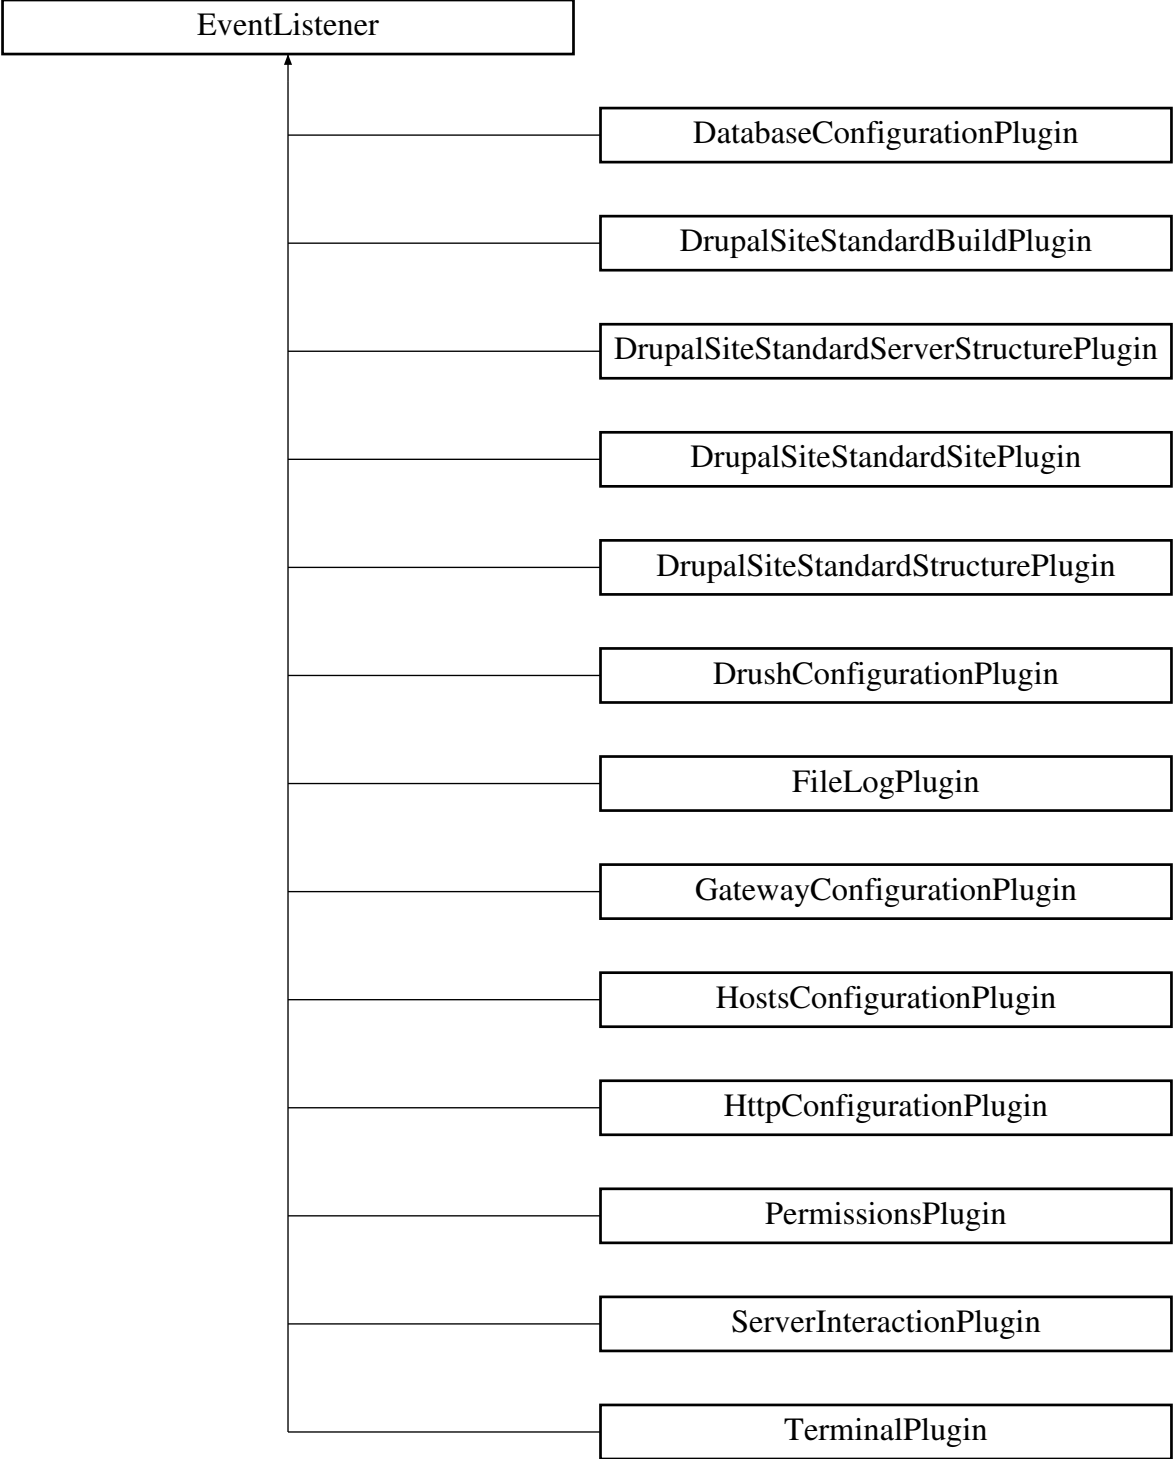 EventListener
DatabaseConfigurationPlugin
DrupalSiteStandardBuildPlugin
DrupalSiteStandardServerStructurePlugin
DrupalSiteStandardSitePlugin
DrupalSiteStandardStructurePlugin
DrushConfigurationPlugin
FileLogPlugin
GatewayConfigurationPlugin
HostsConfigurationPlugin
HttpConfigurationPlugin
PermissionsPlugin
ServerInteractionPlugin
TerminalPlugin